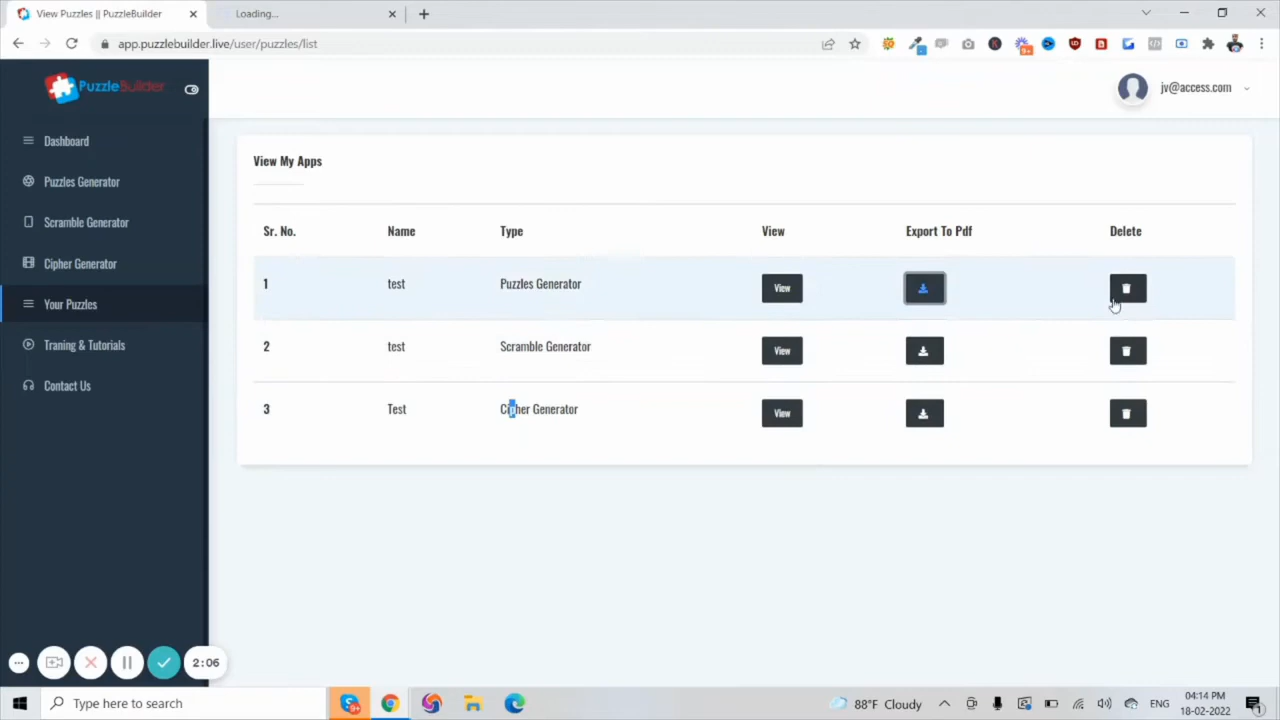 View Puzzles || PuzzleBuilder
Loading...
app.puzzlebuilder.live/user/puzzles/list
PuzzleBuilder
jv@access.com
Dashboard
Puzzles Generator
Scramble Generator
Cipher Generator
Your Puzzles
Traning & Tutorials
Contact Us
View My Apps
Sr. No. Name Type View Export To Pdf Delete
1 test Puzzles Generator View
2 test Scramble Generator View
3 Test Cipher Generator View
2:06
Type here to search
88°F Cloudy
ENG
04:14 PM
18-02-2022